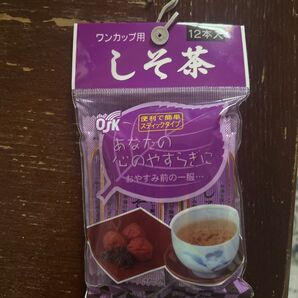 ワンカップ用
12本入
しそ茶
OSK
便利で簡単
スティックタイプ
あなたの
心のやすらぎに
おやすみ前の一服…